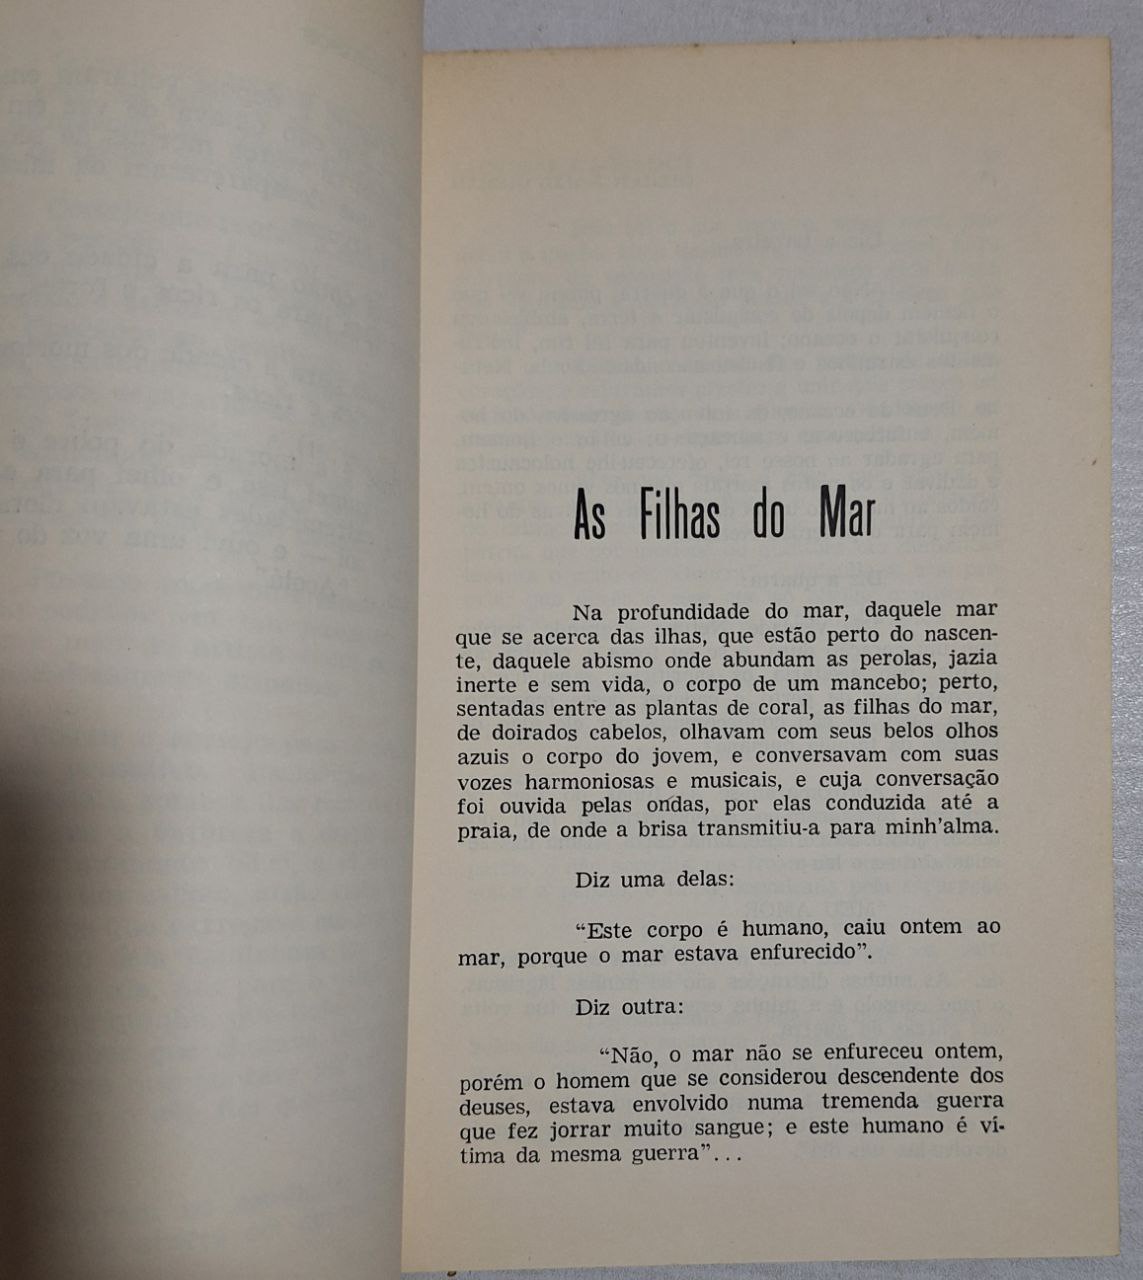 As Filhas do Mar
Na profundidade do mar, daquele mar
que se acerca das ilhas, que estão perto do nascen-
te, daquele abismo onde abundam as perolas, jazia
inerte e sem vida, o corpo de um mancebo; perto,
sentadas entre as plantas de coral, as filhas do mar,
de doirados cabelos, olhavam com seus belos olhos
azuis o corpo do jovem, e conversavam com suas
vozes harmoniosas e musicais, e cuja conversação
foi ouvida pelas ondas, por elas conduzida até a
praia, de onde a brisa transmitiu-a para minh'alma.
Diz uma delas:
“Este corpo é humano, caiu ontem ao
mar, porque o mar estava enfurecido”.
Diz outra:
“Não, o mar não se enfureceu ontem,
porém o homem que se considerou descendente dos
deuses, estava envolvido numa tremenda guerra
que fez jorrar muito sangue; e este humano é ví-
tima da mesma guerra”...